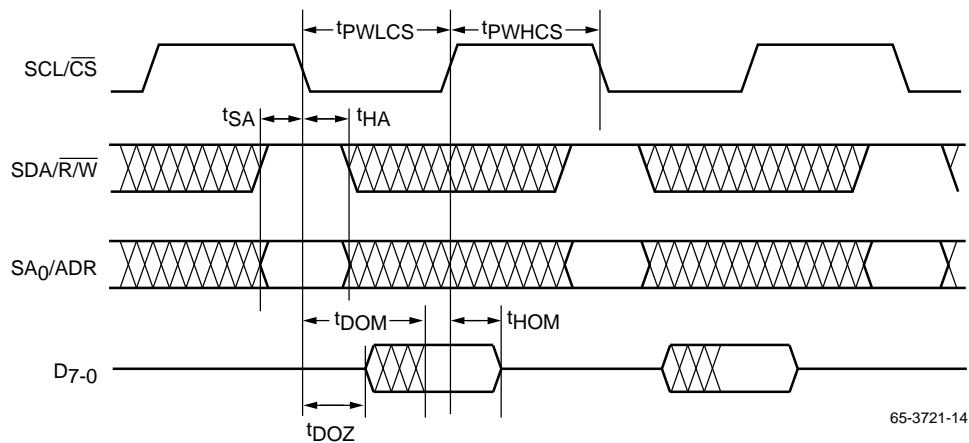 tPWLCS tPWHCS
SCL/CS
tSA tHA
SDA/R/W
SA0/ADR
tDOM tHOM
D7-0
tDOZ
65-3721-14